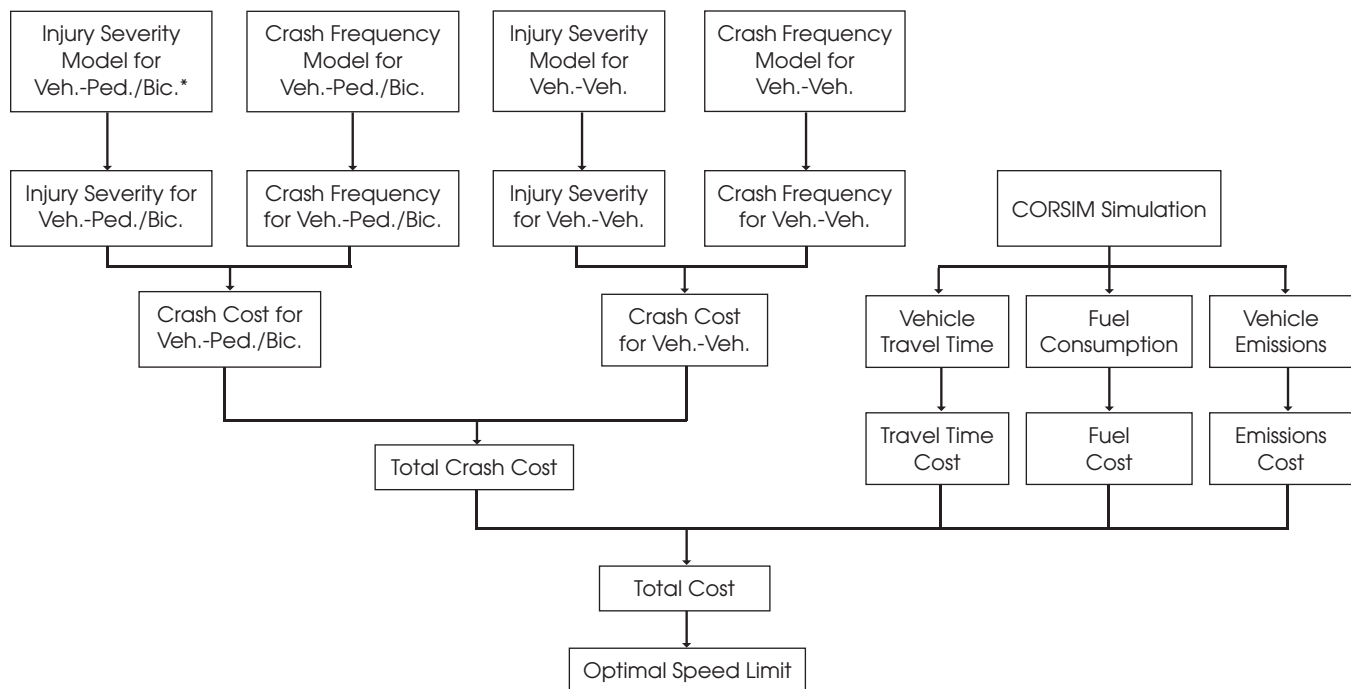 Injury Severity
Model for
Veh.-Ped./Bic.*
Crash Frequency
Model for
Veh.-Ped./Bic.
Injury Severity
Model for
Veh.-Veh.
Crash Frequency
Model for
Veh.-Veh.
Injury Severity for
Veh.-Ped./Bic.
Crash Frequency
for Veh.-Ped./Bic.
Injury Severity
for Veh.-Veh.
Crash Frequency
for Veh.-Veh.
CORSIM Simulation
Crash Cost for
Veh.-Ped./Bic.
Crash Cost
for Veh.-Veh.
Vehicle
Travel Time
Fuel
Consumption
Vehicle
Emissions
Travel Time
Cost
Fuel
Cost
Emissions
Cost
Total Crash Cost
Total Cost
Optimal Speed Limit